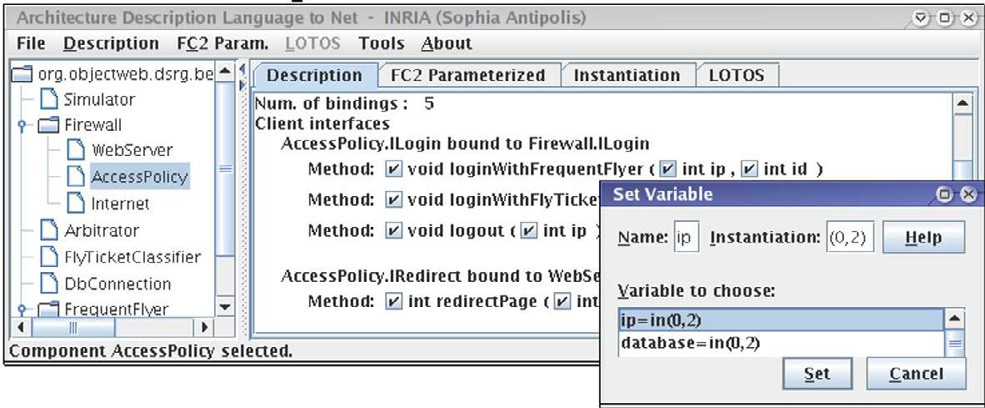 Architecture Description Language to Net - INRIA (Sophia Antipolis)
File Description FC2 Param. LOTOS Tools About
org.objectweb.dsrg.be
Simulator
Firewall
WebServer
AccessPolicy
Internet
Arbitrator
FlyTicketClassifier
DbConnection
FrequentFlyer
Description FC2 Parameterized Instantiation LOTOS
Num. of bindings : 5
Client interfaces
AccessPolicy.ILogin bound to Firewall.ILogin
Method: void loginWithFrequentFlyer ( int ip , int id )
Method: void loginWithFlyTicke
Method: void logout ( int ip )
AccessPolicy.IRedirect bound to WebSe
Method: int redirectPage ( int
Component AccessPolicy selected.
Set Variable
Name: ip Instantiation: (0,2) Help
Variable to choose:
ip=in(0,2)
database=in(0,2)
Set Cancel